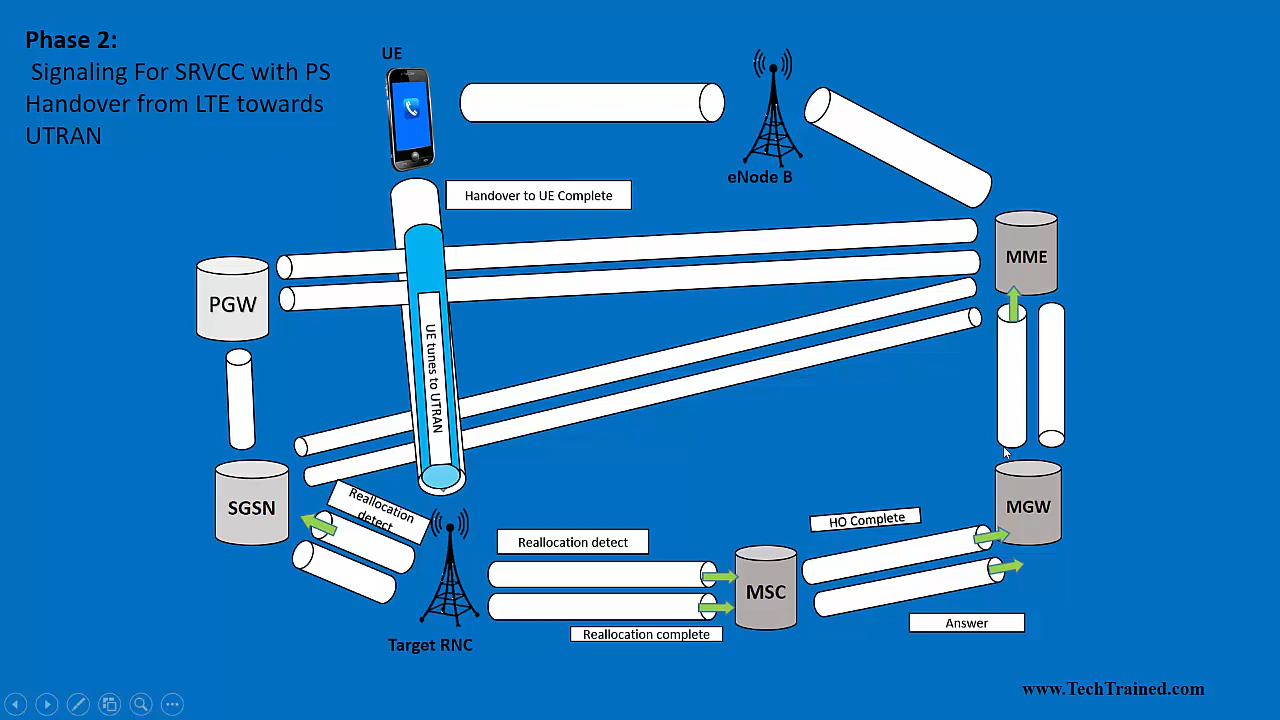 Phase 2:
Signaling For SRVCC with PS
Handover from LTE towards
UTRAN
UE
eNode B
Handover to UE Complete
MME
PGW
UE tunes to UTRAN
SGSN
Reallocation
detect
MGW
HO Complete
Reallocation detect
MSC
Answer
Reallocation complete
Target RNC
www.TechTrained.com